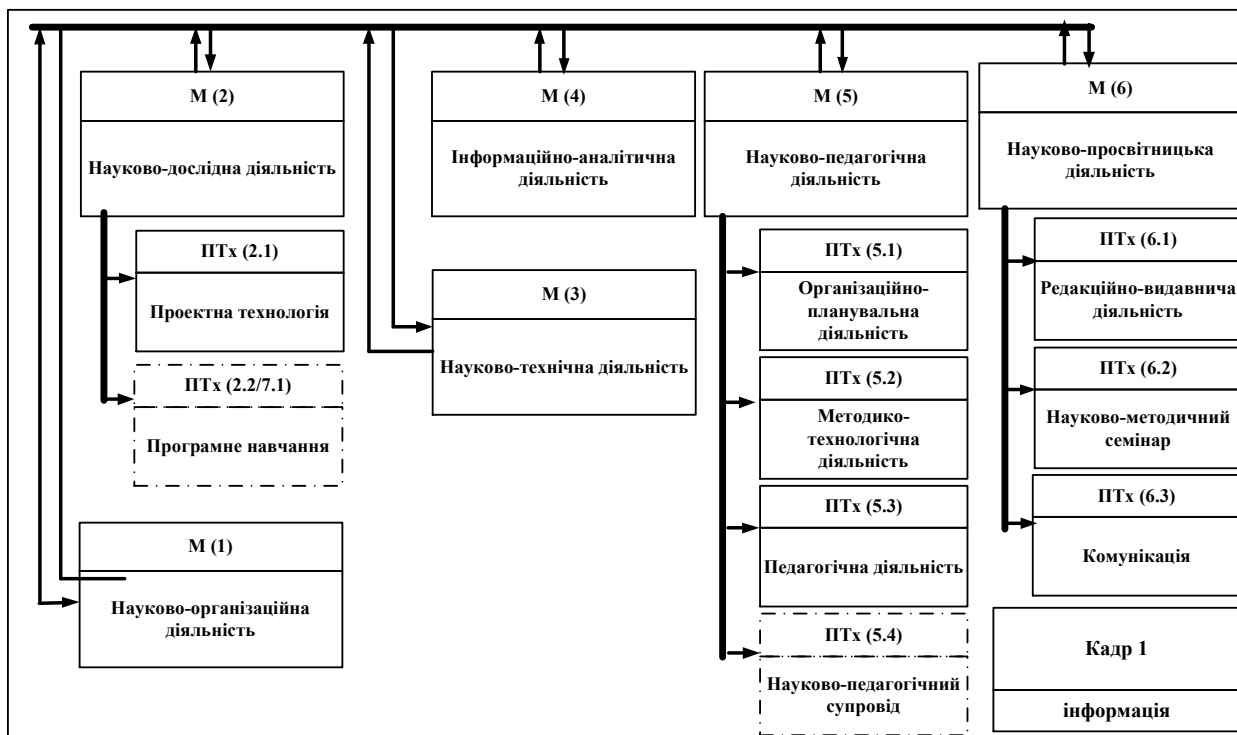 М (2)
Науково-дослідна діяльність
ПТх (2.1)
Проектна технологія
ПТх (2.2/7.1)
Програмне навчання
М (1)
Науково-організаційна
діяльність
М (4)
Інформаційно-аналітична
діяльність
М (3)
Науково-технічна діяльність
М (5)
Науково-педагогічна
діяльність
ПТх (5.1)
Організаційно-
планувальна
діяльність
ПТх (5.2)
Методико-
технологічна
діяльність
ПТх (5.3)
Педагогічна діяльність
ПТх (5.4)
Науково-педагогічний
супровід
М (6)
Науково-просвітницька
діяльність
ПТх (6.1)
Редакційно-видавнича
діяльність
ПТх (6.2)
Науково-методичний
семінар
ПТх (6.3)
Комунікація
Кадр 1
інформація